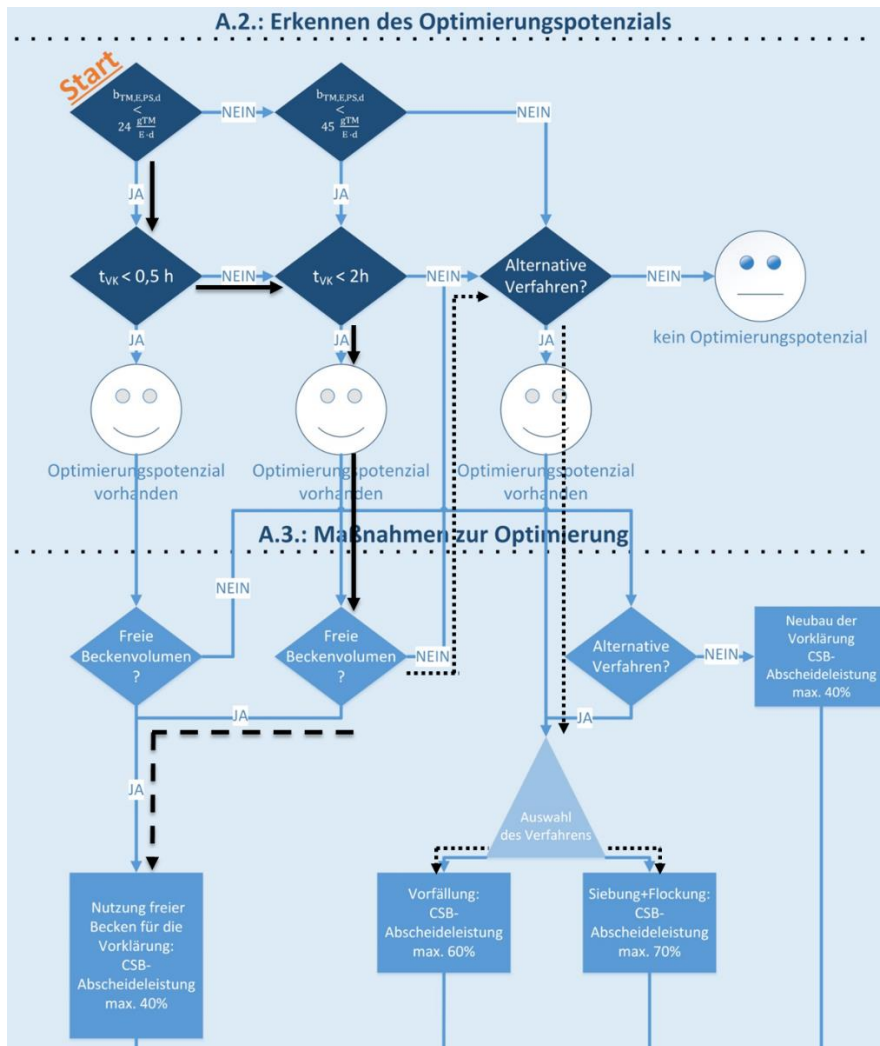 A.2.: Erkennen des Optimierungspotenzials
Start
b_TM,E,PS,d
<
24 gTM/E·d
NEIN
b_TM,E,PS,d
<
45 gTM/E·d
NEIN
JA
JA
t_VK < 0,5 h
NEIN
t_VK < 2h
NEIN
Alternative
Verfahren?
NEIN
kein Optimierungspotenzial
JA
JA
JA
Optimierungspotenzial
vorhanden
Optimierungspotenzial
vorhanden
Optimierungspotenzial
vorhanden
A.3.: Maßnahmen zur Optimierung
NEIN
Freie
Beckenvolumen
?
Freie
Beckenvolumen
?
NEIN
Alternative
Verfahren?
NEIN
Neubau der
Vorklärung
CSB-
Abscheideleistung
max. 40%
JA
JA
JA
Auswahl
des Verfahrens
Nutzung freier
Becken für die
Vorklärung:
CSB-
Abscheideleistung
max. 40%
Vorfällung:
CSB-
Abscheideleistung
max. 60%
Siebung+Flockung:
CSB-
Abscheideleistung
max. 70%